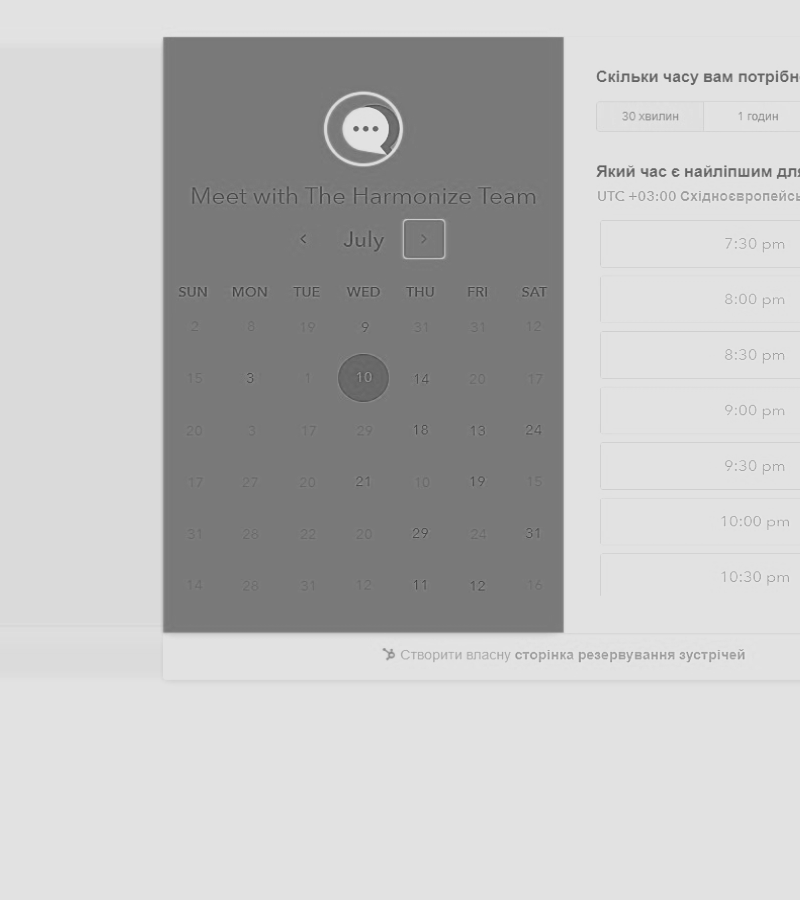 Meet with The Harmonize Team
July
SUN MON TUE WED THU FRI SAT
2 8 19 9 31 31 12
15 3 1 10 14 20 17
20 3 17 29 18 13 24
17 27 20 21 10 19 15
31 28 22 20 29 24 31
14 28 31 12 11 12 16
Скільки часу вам потрібн
30 хвилин 1 годин
Який час є найліпшим для
UTC +03:00 Східноєвропейсь
7:30 pm
8:00 pm
8:30 pm
9:00 pm
9:30 pm
10:00 pm
10:30 pm
Створити власну сторінка резервування зустрічей